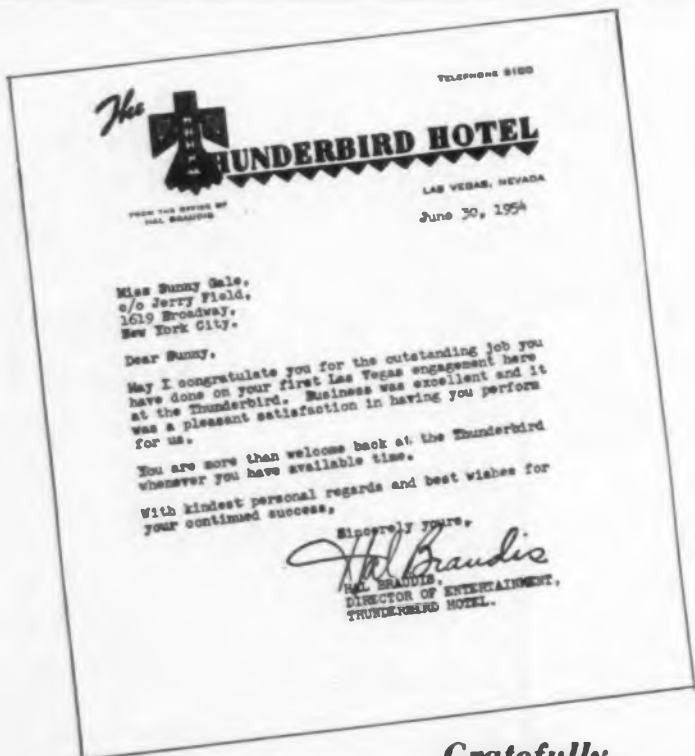 TELEPHONE 8100
The
THUNDERBIRD HOTEL
LAS VEGAS, NEVADA
FROM THE OFFICE OF
HAL BRAUDIS
June 30, 1954
Miss Sunny Gale,
c/o Jerry Field,
1619 Broadway,
New York City.
Dear Sunny,
May I congratulate you for the outstanding job you
have done on your first Las Vegas engagement here
at the Thunderbird. Business was excellent and it
was a pleasant satisfaction in having you perform
for us.
You are more than welcome back at the Thunderbird
whenever you have available time.
With kindest personal regards and best wishes for
your continued success,
Sincerely yours,
Hal Braudis
HAL BRAUDIS,
DIRECTOR OF ENTERTAINMENT,
THUNDERBIRD HOTEL.
Gratefully